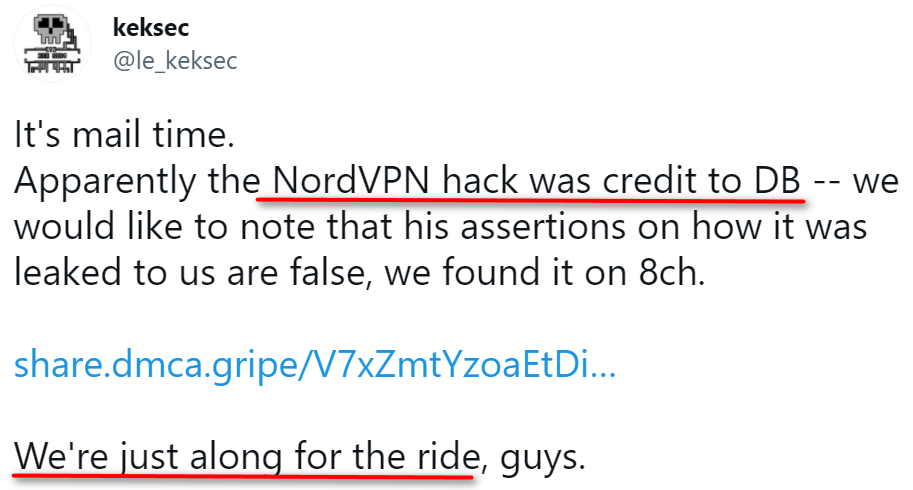 keksec
@le_keksec
It's mail time.
Apparently the NordVPN hack was credit to DB -- we
would like to note that his assertions on how it was
leaked to us are false, we found it on 8ch.
share.dmca.gripe/V7xZmtYzoaEtDi...
We're just along for the ride, guys.